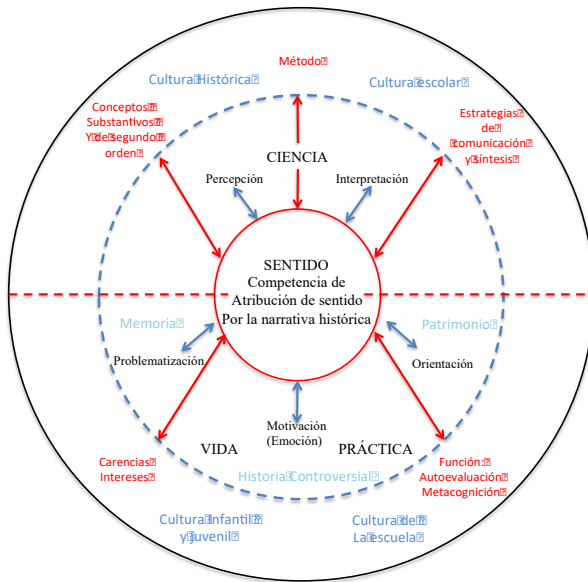 Método
Cultura Histórica
Cultura escolar
Conceptos
Substantivos
Y de segundo
orden
Estrategias
de
comunicación
y síntesis
CIENCIA
Percepción
Interpretación
SENTIDO
Competencia de
Atribución de sentido
Por la narrativa histórica
Memoria
Patrimonio
Problematización
Orientación
Motivación
(Emoción)
VIDA
PRÁCTICA
Carencias
Intereses
Historia Controversial
Función:
Autoevaluación
Metacognición
Cultura Infantil
y juvenil
Cultura de
La escuela